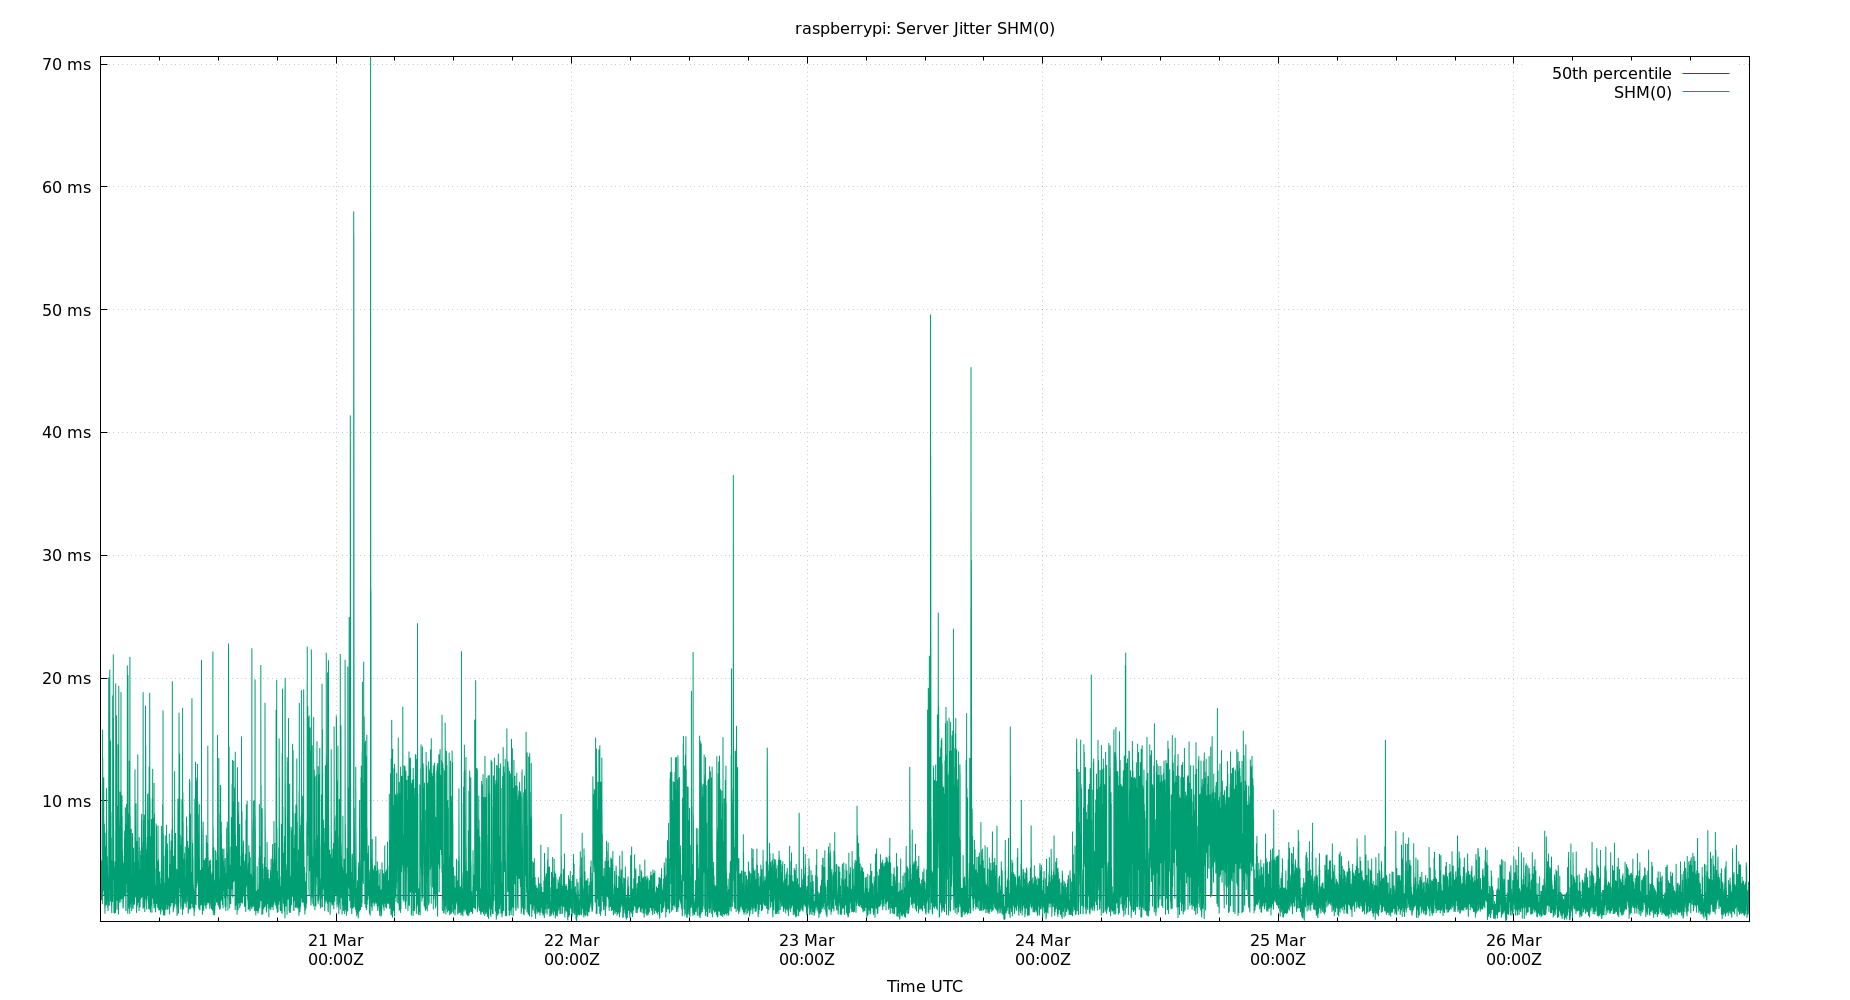 raspberrypi: Server Jitter SHM(0)
70 ms
50th percentile
SHM(0)
60 ms
50 ms
40 ms
30 ms
20 ms
10 ms
21 Mar 22 Mar 23 Mar 24 Mar 25 Mar 26 Mar
00:00Z 00:00Z 00:00Z 00:00Z 00:00Z 00:00Z
Time UTC